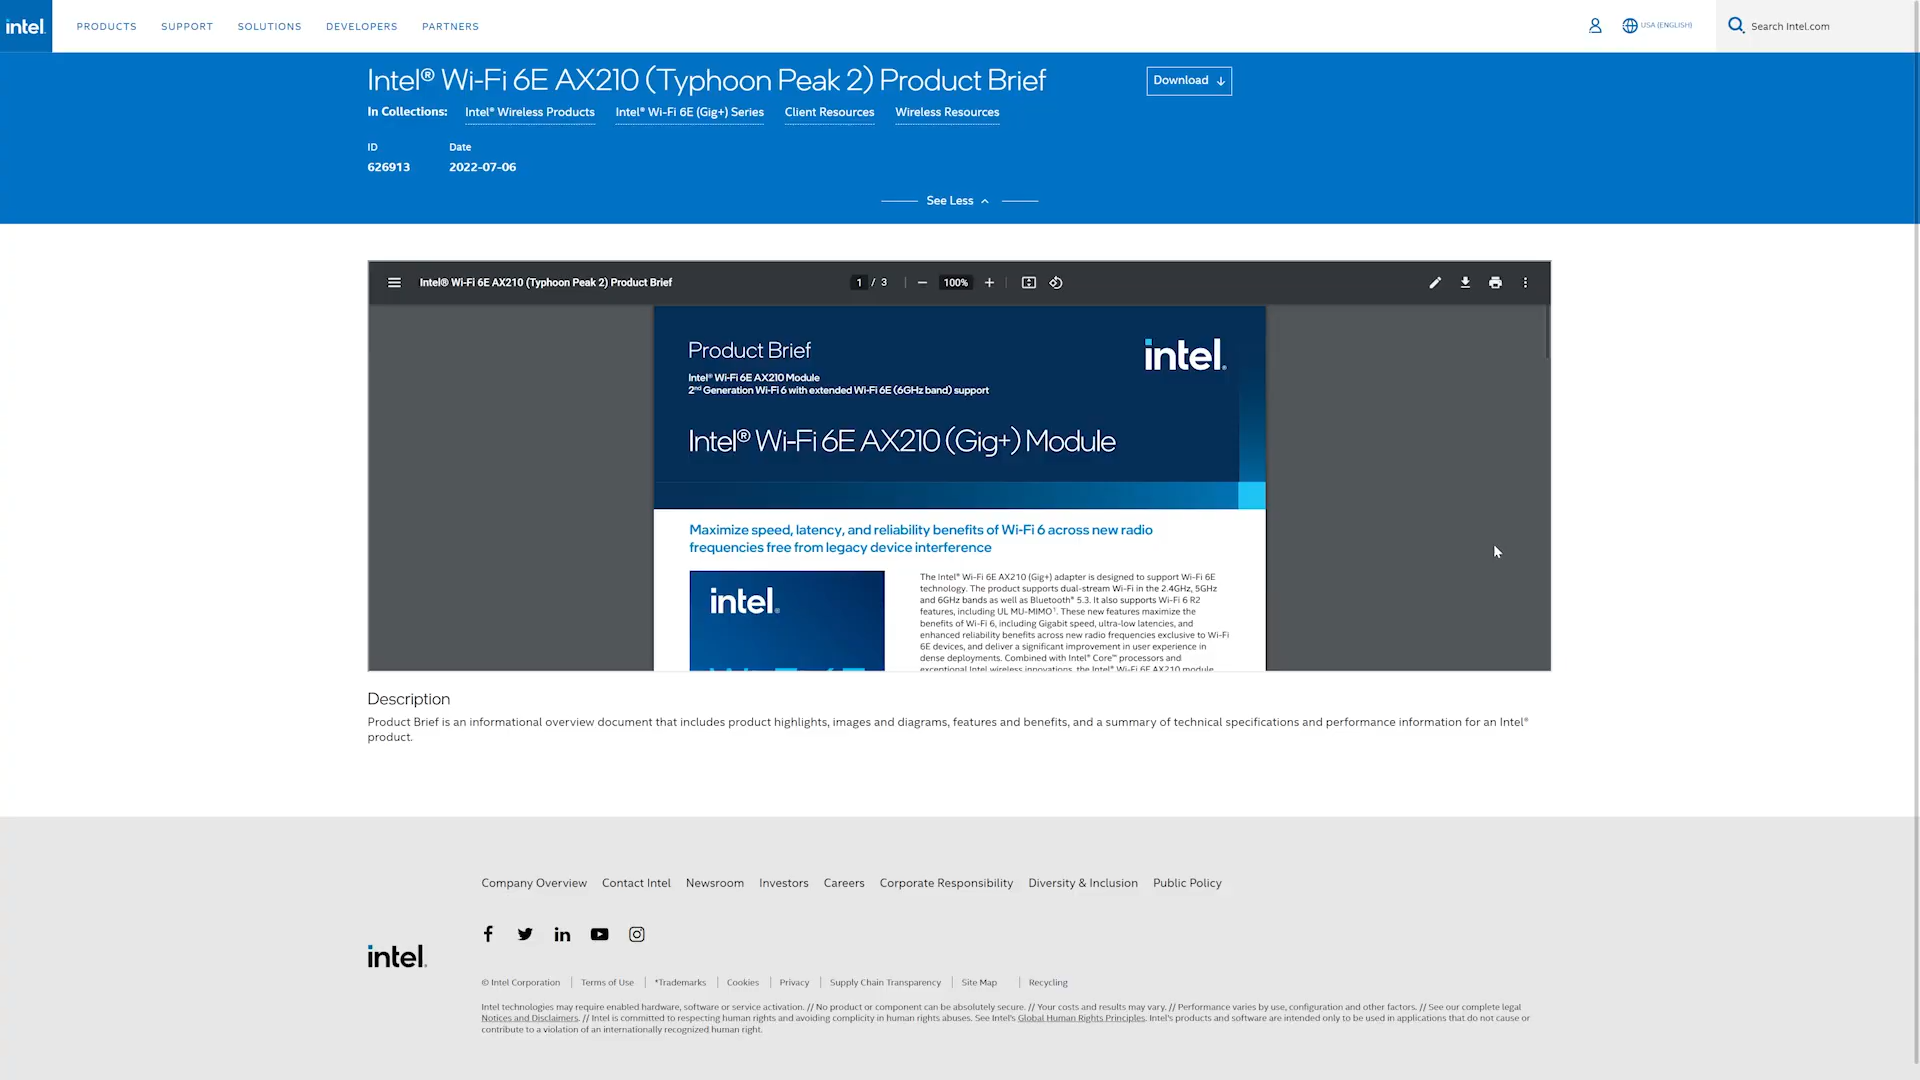 intel.
PRODUCTS
SUPPORT
SOLUTIONS
DEVELOPERS
PARTNERS
USA (ENGLISH)
Search Intel.com
Intel® Wi-Fi 6E AX210 (Typhoon Peak 2) Product Brief
Download
In Collections: Intel® Wireless Products Intel® Wi-Fi 6E (Gig+) Series Client Resources Wireless Resources
ID Date
626913 2022-07-06
See Less
Intel® Wi-Fi 6E AX210 (Typhoon Peak 2) Product Brief
1 / 3
100%
Product Brief
intel.
Intel® Wi-Fi 6E AX210 Module
2nd Generation Wi-Fi 6 with extended Wi-Fi 6E (6GHz band) support
Intel® Wi-Fi 6E AX210 (Gig+) Module
Maximize speed, latency, and reliability benefits of Wi-Fi 6 across new radio
frequencies free from legacy device interference
intel.
The Intel® Wi-Fi 6E AX210 (Gig+) adapter is designed to support Wi-Fi 6E
technology. The product supports dual-stream Wi-Fi in the 2.4GHz, 5GHz
and 6GHz bands as well as Bluetooth® 5.3. It also supports Wi-Fi 6 R2
features, including UL MU-MIMO¹. These new features maximize the
benefits of Wi-Fi 6, including Gigabit speed, ultra-low latencies, and
enhanced reliability benefits across new radio frequencies exclusive to Wi-Fi
6E devices, and deliver a significant improvement in user experience in
dense deployments. Combined with Intel® Core™ processors and
exceptional Intel wireless innovations, the Intel® Wi-Fi 6E AX210 module
Description
Product Brief is an informational overview document that includes product highlights, images and diagrams, features and benefits, and a summary of technical specifications and performance information for an Intel®
product.
Company Overview Contact Intel Newsroom Investors Careers Corporate Responsibility Diversity & Inclusion Public Policy
intel.
© Intel Corporation | Terms of Use | *Trademarks | Cookies | Privacy | Supply Chain Transparency | Site Map | Recycling
Intel technologies may require enabled hardware, software or service activation. // No product or component can be absolutely secure. // Your costs and results may vary. // Performance varies by use, configuration and other factors. // See our complete legal
Notices and Disclaimers. // Intel is committed to respecting human rights and avoiding complicity in human rights abuses. See Intel's Global Human Rights Principles. Intel's products and software are intended only to be used in applications that do not cause or
contribute to a violation of an internationally recognized human right.